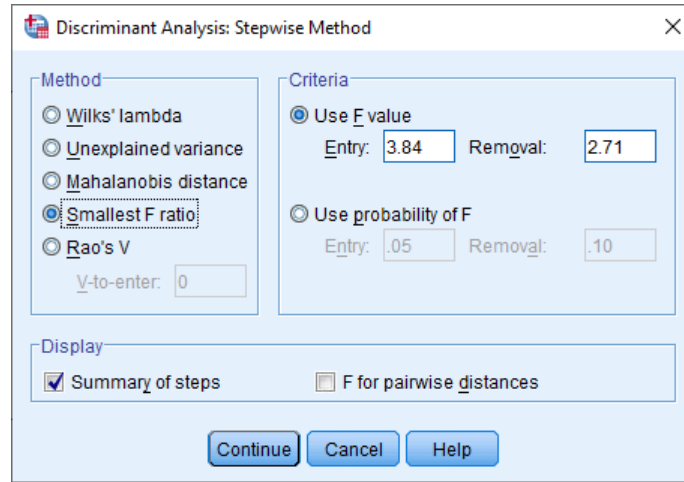 Discriminant Analysis: Stepwise Method
Method
Wilks' lambda
Unexplained variance
Mahalanobis distance
Smallest F ratio
Rao's V
V-to-enter: 0
Criteria
Use F value
Entry: 3.84 Removal: 2.71
Use probability of F
Entry: .05 Removal: .10
Display
Summary of steps F for pairwise distances
Continue Cancel Help